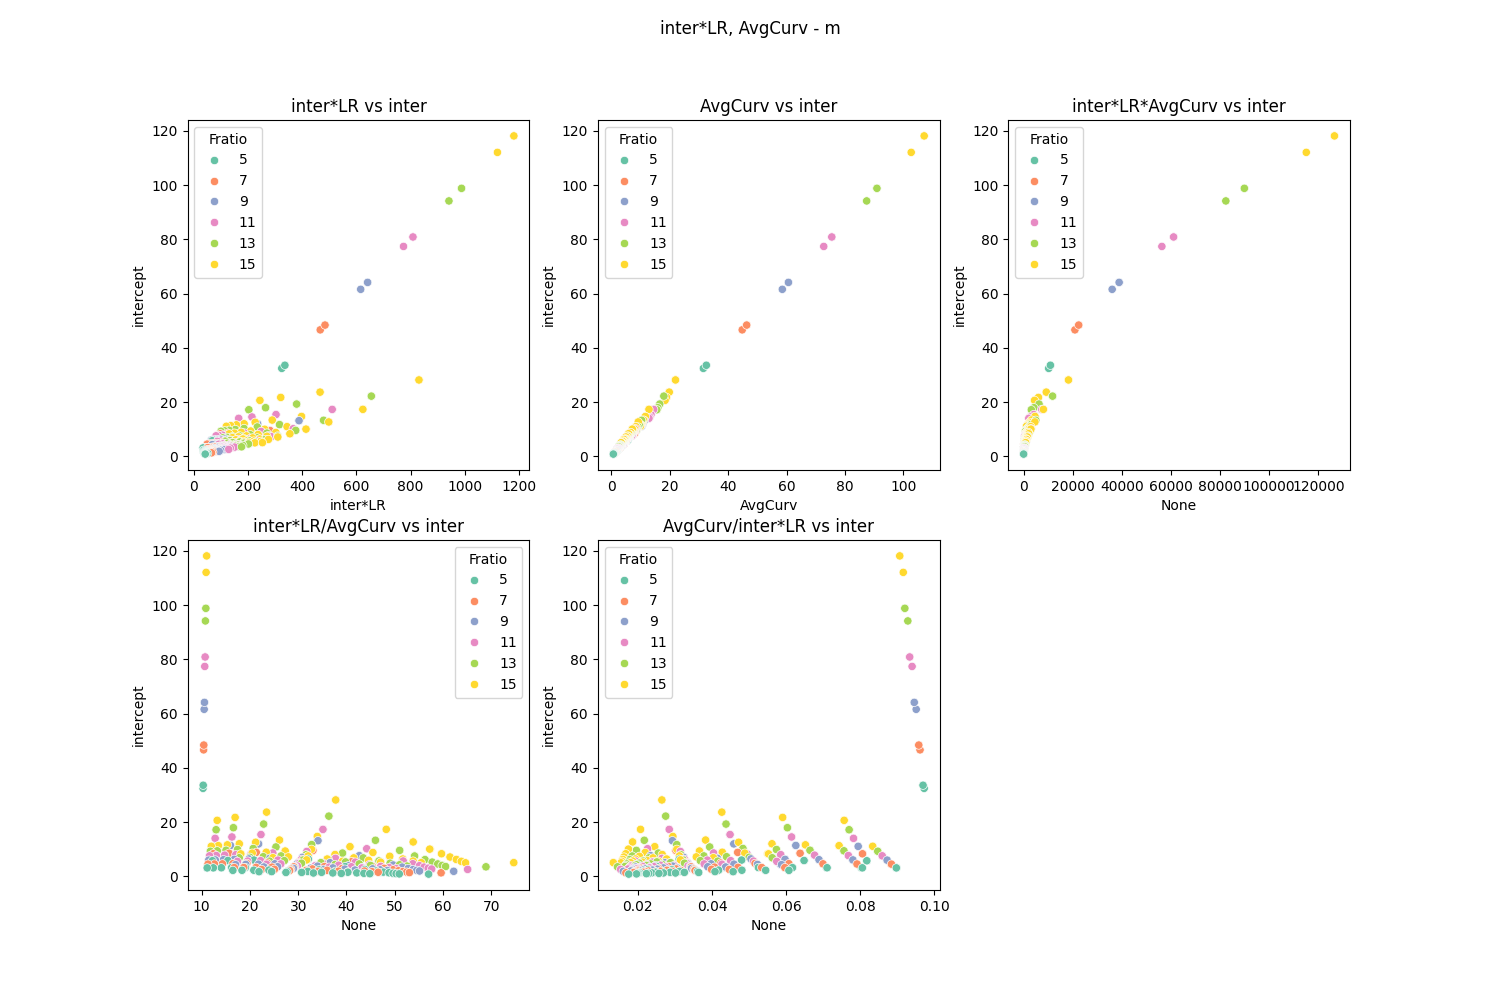 inter*LR, AvgCurv - m
inter*LR vs inter
120
100
80
60
40
20
0
intercept
Fratio
5
7
9
11
13
15
0 200 400 600 800 1000 1200
inter*LR
AvgCurv vs inter
120
100
80
60
40
20
0
intercept
Fratio
5
7
9
11
13
15
0 20 40 60 80 100
AvgCurv
inter*LR*AvgCurv vs inter
120
100
80
60
40
20
0
intercept
Fratio
5
7
9
11
13
15
0 20000 40000 60000 80000 100000 120000
None
inter*LR/AvgCurv vs inter
120
100
80
60
40
20
0
intercept
Fratio
5
7
9
11
13
15
10 20 30 40 50 60 70
None
AvgCurv/inter*LR vs inter
120
100
80
60
40
20
0
intercept
Fratio
5
7
9
11
13
15
0.02 0.04 0.06 0.08 0.10
None